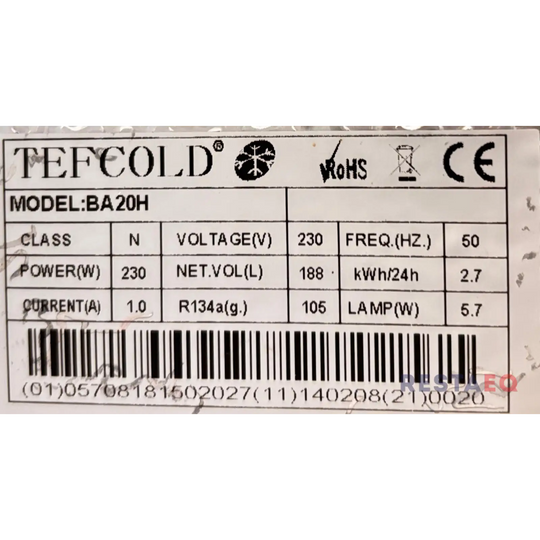 TEFCOLD®
RoHS CE
MODEL:BA20H
CLASS N VOLTAGE(V) 230 FREQ.(HZ.) 50
POWER(W) 230 NET.VOL(L) 188 kWh/24h 2.7
CURRENT(A) 1.0 R134a(g.) 105 LAMP(W) 5.7
RESTAEQ
(01)05708181502027(11)140208(21)0020